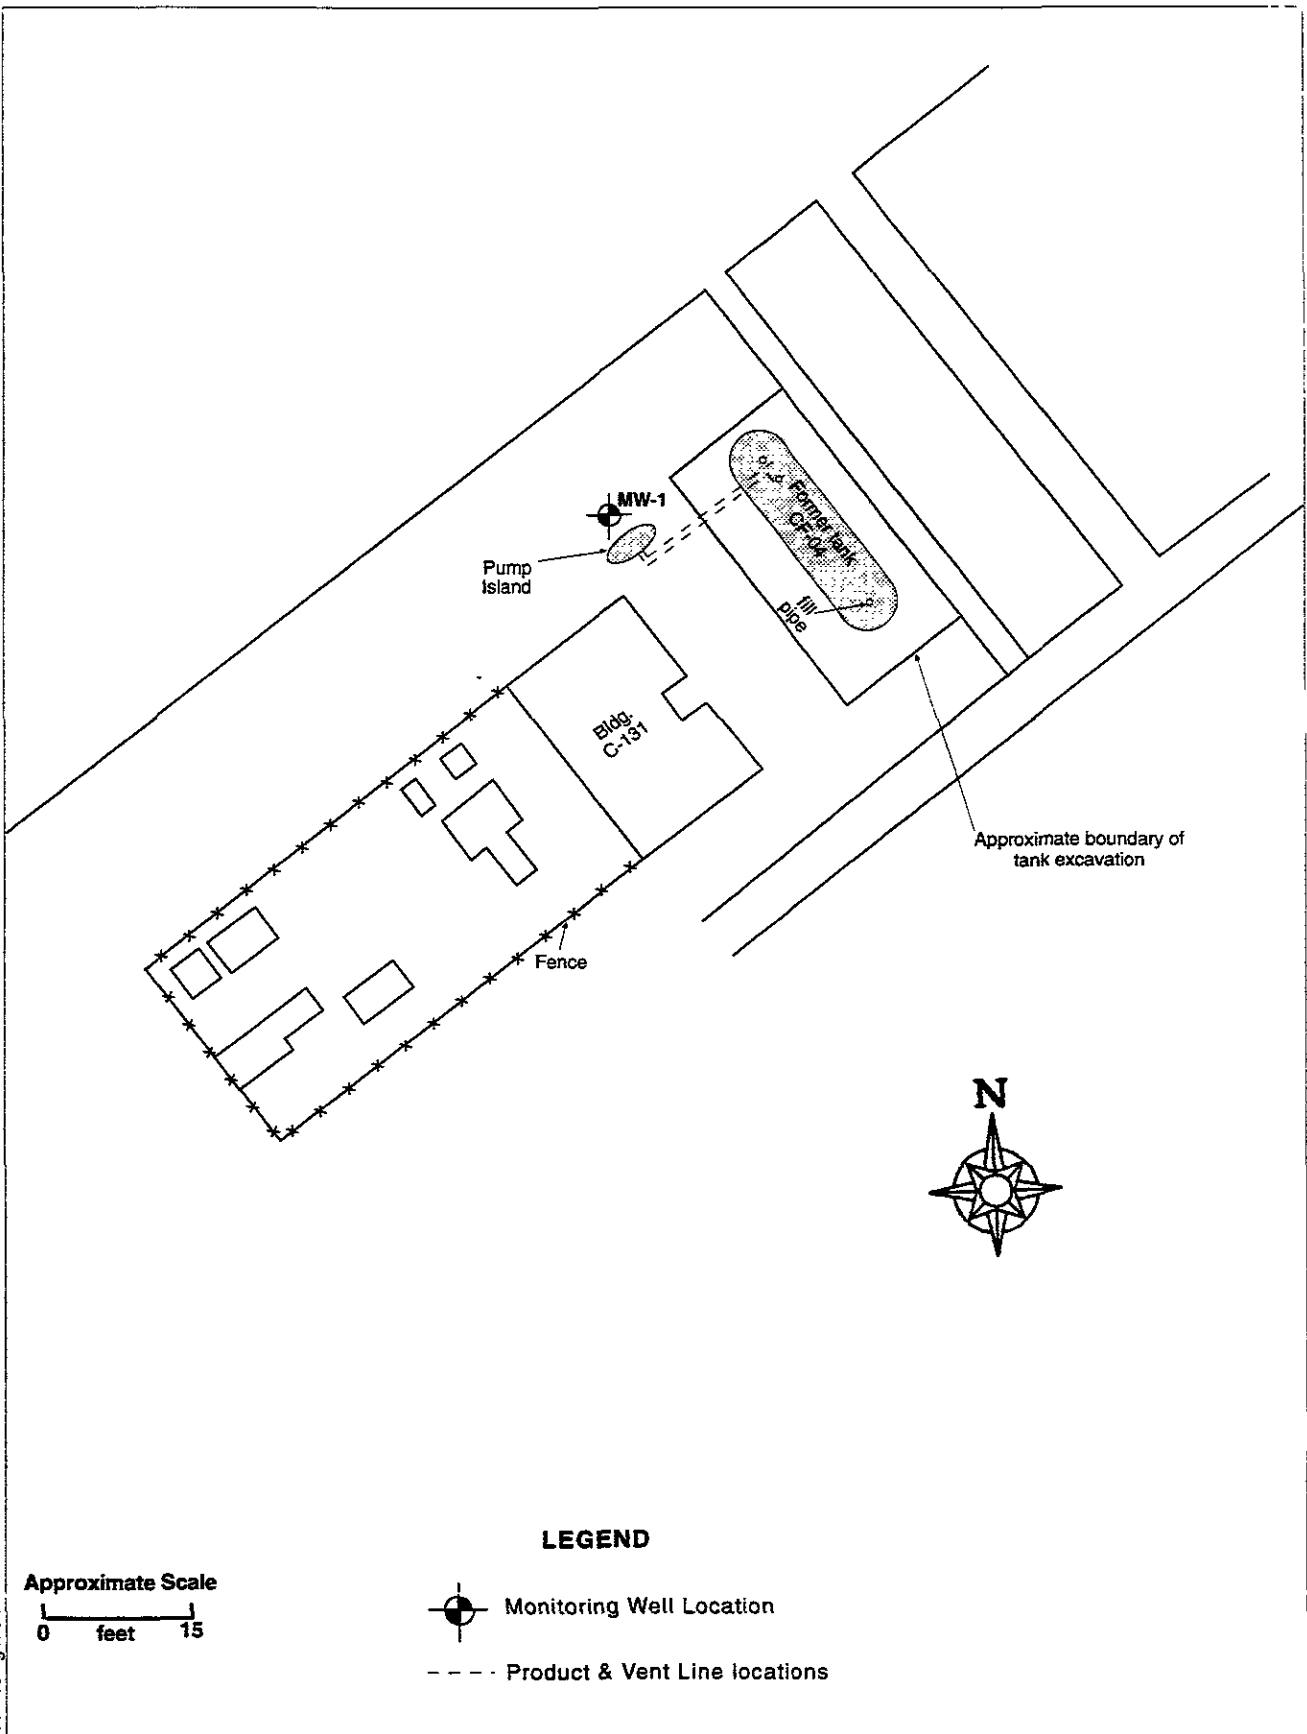 MW-1
Pump
Island
Former tank
CF-04
fill
pipe
Bldg.
C-131
Approximate boundary of
tank excavation
Fence
N
LEGEND
Approximate Scale
0 feet 15
Monitoring Well Location
Product & Vent Line locations